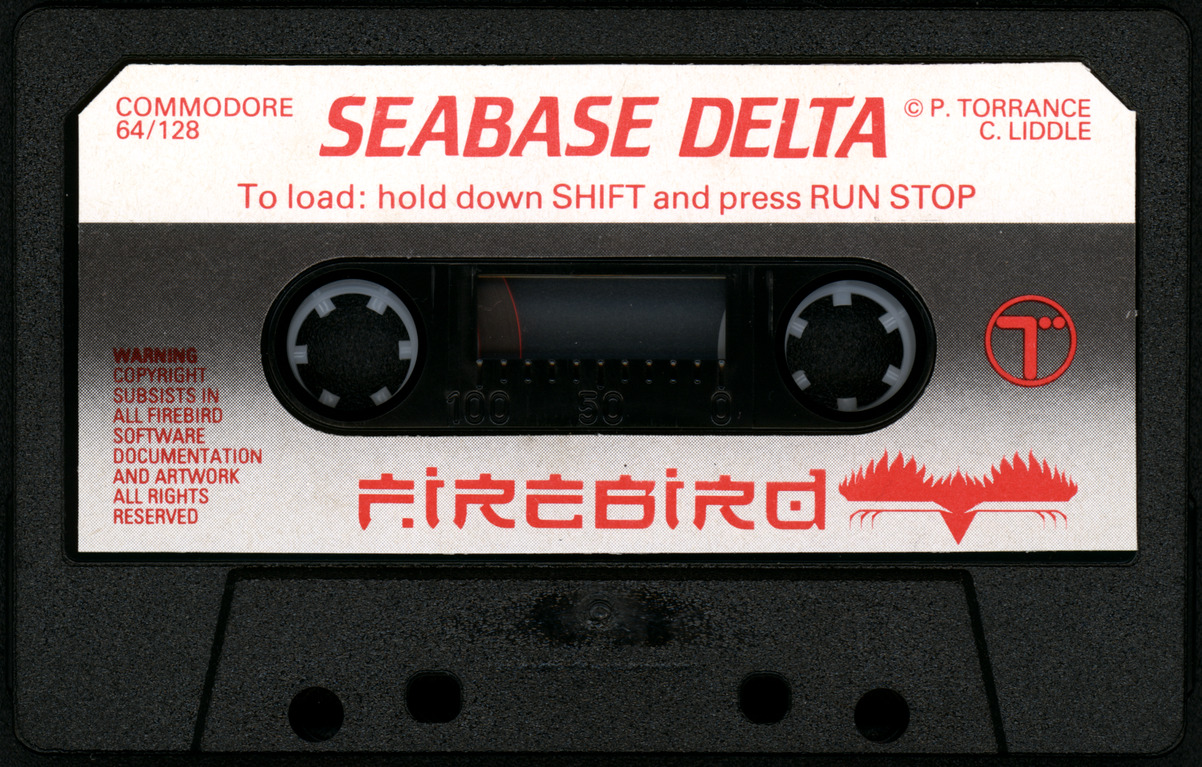 COMMODORE
64/128
SEABASE DELTA
© P. TORRANCE
C. LIDDLE
To load: hold down SHIFT and press RUN STOP
WARNING
COPYRIGHT
SUBSISTS IN
ALL FIREBIRD
SOFTWARE
DOCUMENTATION
AND ARTWORK
ALL RIGHTS
RESERVED
100 50 0
T
FIREBIRD